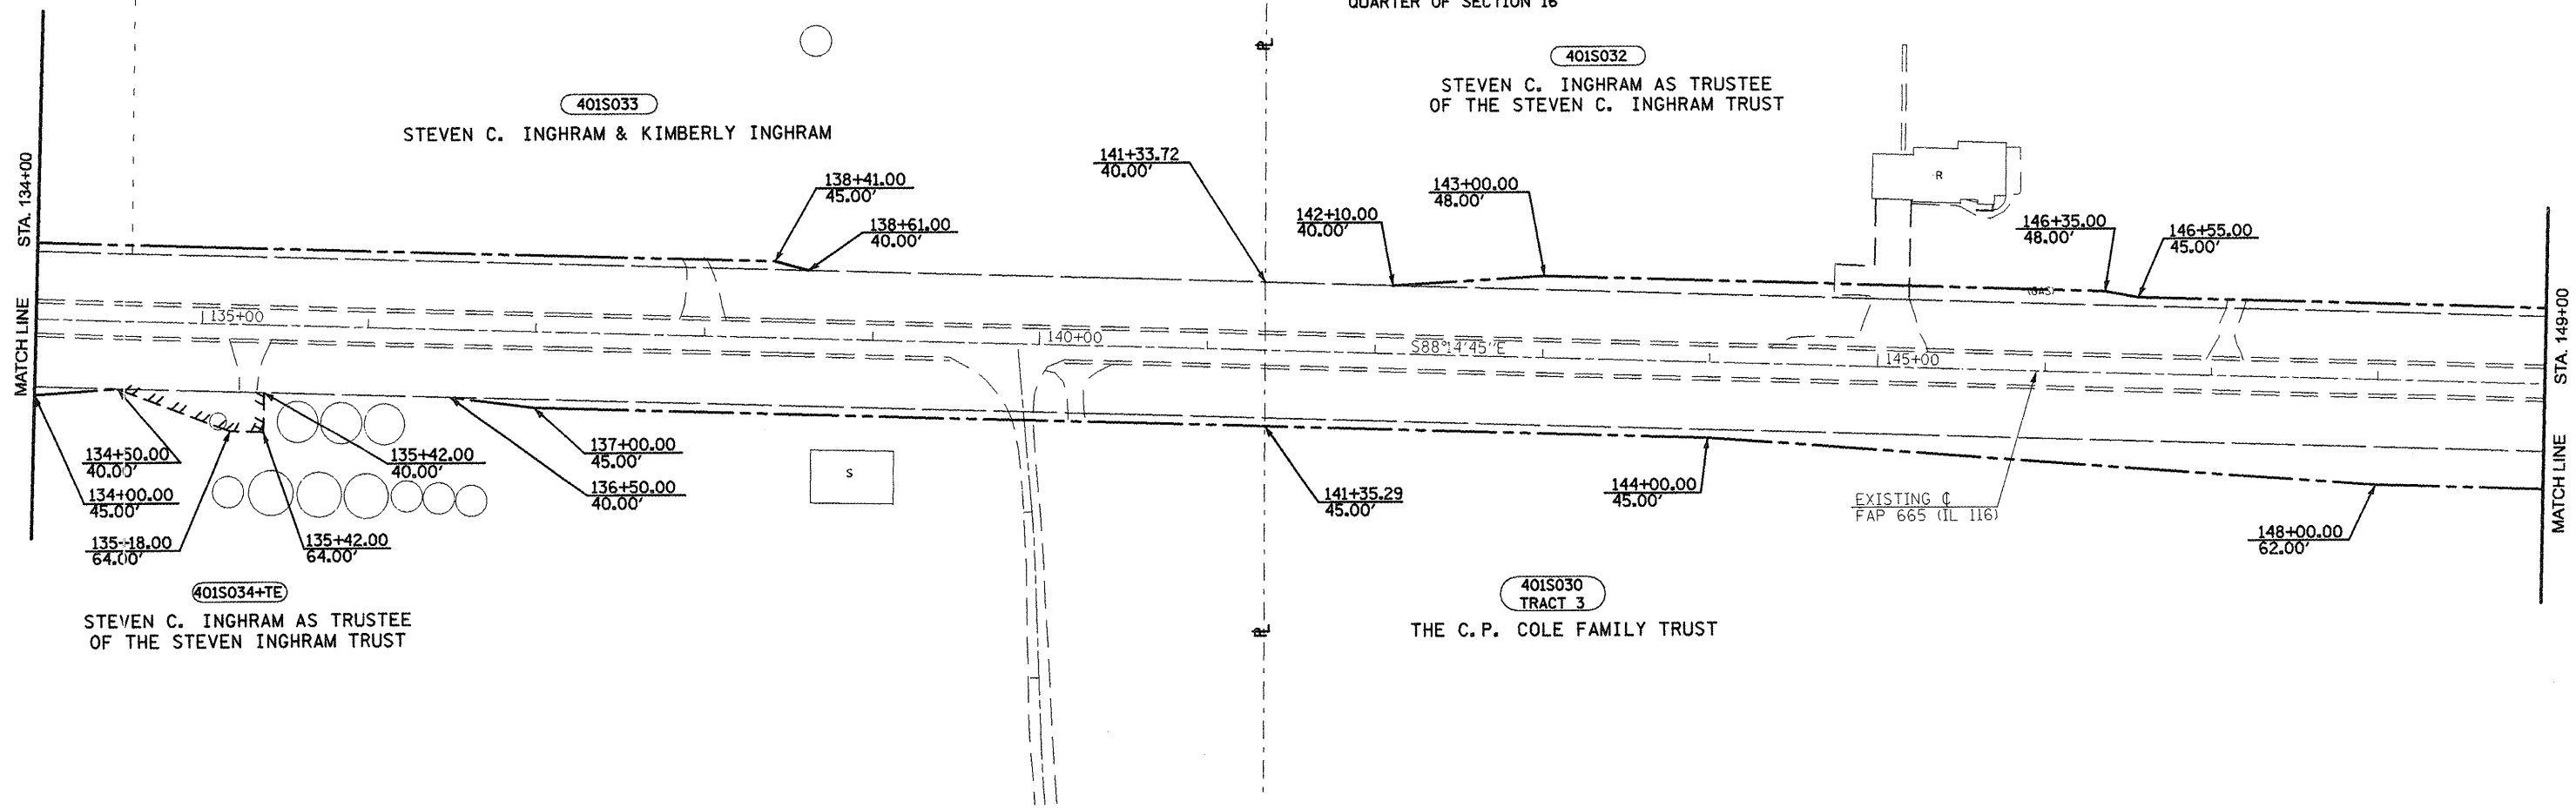 QUARTER OF SECTION 16
401S032
STEVEN C. INGHRAM AS TRUSTEE
OF THE STEVEN C. INGHRAM TRUST
401S033
STEVEN C. INGHRAM & KIMBERLY INGHRAM
STA. 134+00
MATCH LINE
138+41.00
45.00'
138+61.00
40.00'
141+33.72
40.00'
142+10.00
40.00'
143+00.00
48.00'
R
146+35.00
48.00'
146+55.00
45.00'
(GAS)
STA. 149+00
MATCH LINE
135+00
140+00
S88°14'45"E
145+00
134+50.00
40.00'
134+00.00
45.00'
135+18.00
64.00'
135+42.00
64.00'
135+42.00
40.00'
137+00.00
45.00'
136+50.00
40.00'
S
141+35.29
45.00'
144+00.00
45.00'
EXISTING ℄
FAP 665 (IL 116)
148+00.00
62.00'
401S034+TE
STEVEN C. INGHRAM AS TRUSTEE
OF THE STEVEN INGHRAM TRUST
401S030
TRACT 3
THE C.P. COLE FAMILY TRUST